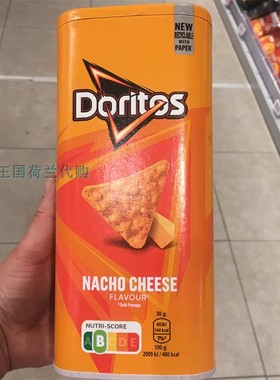 NEW
RECYCLABLE
WITH
PAPER
Doritos
王国荷兰代购
NACHO CHEESE
FLAVOUR
NUTRI-SCORE
A B C D E
30 g:
7%*
100 g:
2009 kJ / 480 kcal